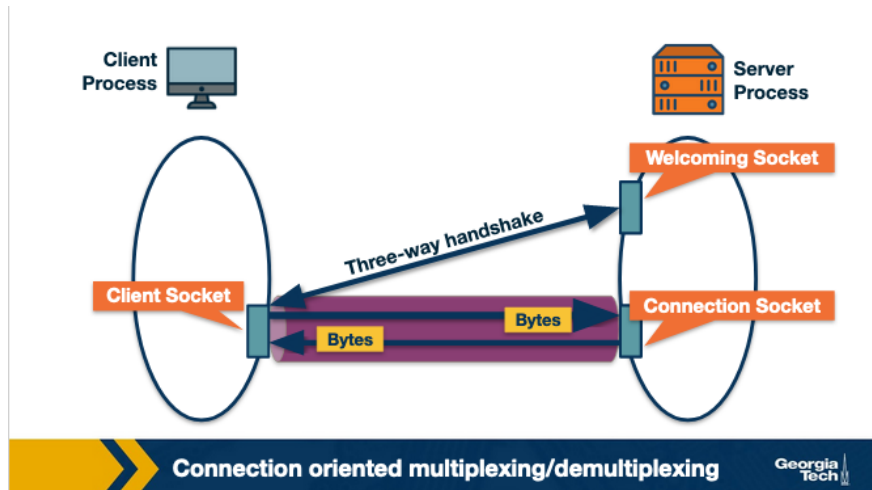 Client
Process
Server
Process
Welcoming Socket
Three-way handshake
Client Socket
Connection Socket
Bytes
Bytes
Connection oriented multiplexing/demultiplexing
Georgia
Tech